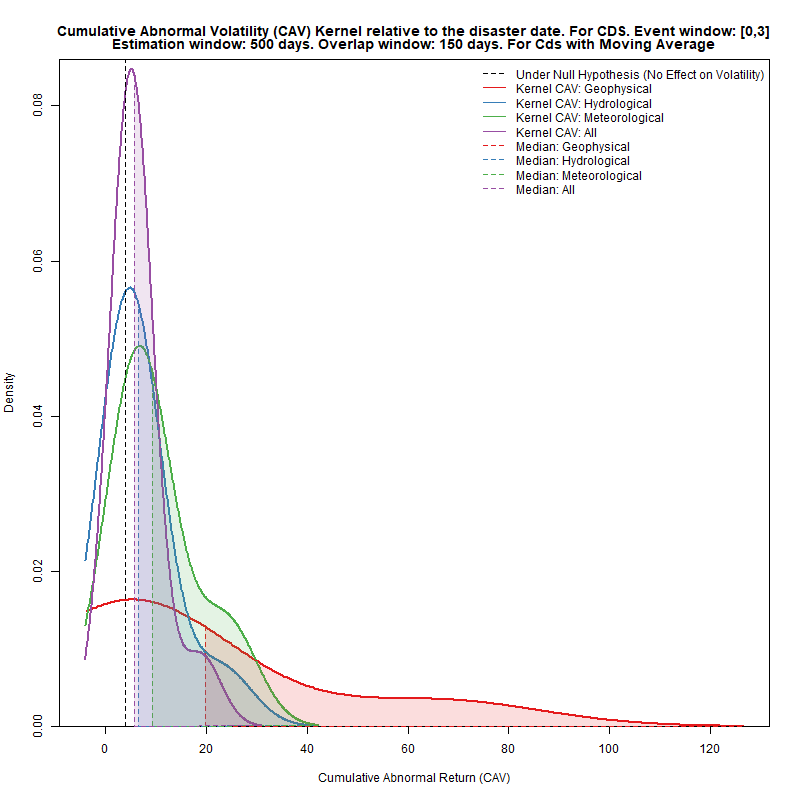 Cumulative Abnormal Volatility (CAV) Kernel relative to the disaster date. For CDS. Event window: [0,3]
Estimation window: 500 days. Overlap window: 150 days. For Cds with Moving Average
Under Null Hypothesis (No Effect on Volatility)
Kernel CAV: Geophysical
Kernel CAV: Hydrological
Kernel CAV: Meteorological
Kernel CAV: All
Median: Geophysical
Median: Hydrological
Median: Meteorological
Median: All
Density
0.08
0.06
0.04
0.02
0.00
0 20 40 60 80 100 120
Cumulative Abnormal Return (CAV)